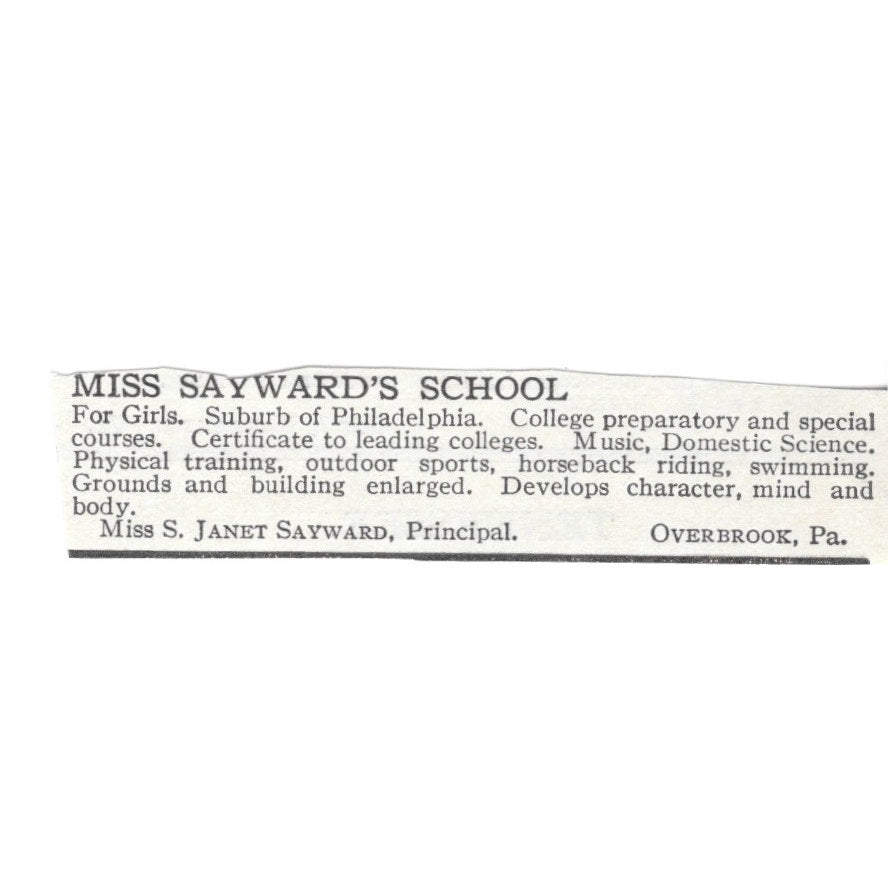 MISS SAYWARD'S SCHOOL
For Girls. Suburb of Philadelphia. College preparatory and special
courses. Certificate to leading colleges. Music, Domestic Science.
Physical training, outdoor sports, horseback riding, swimming.
Grounds and building enlarged. Develops character, mind and
body.
Miss S. JANET SAYWARD, Principal. OVERBROOK, Pa.